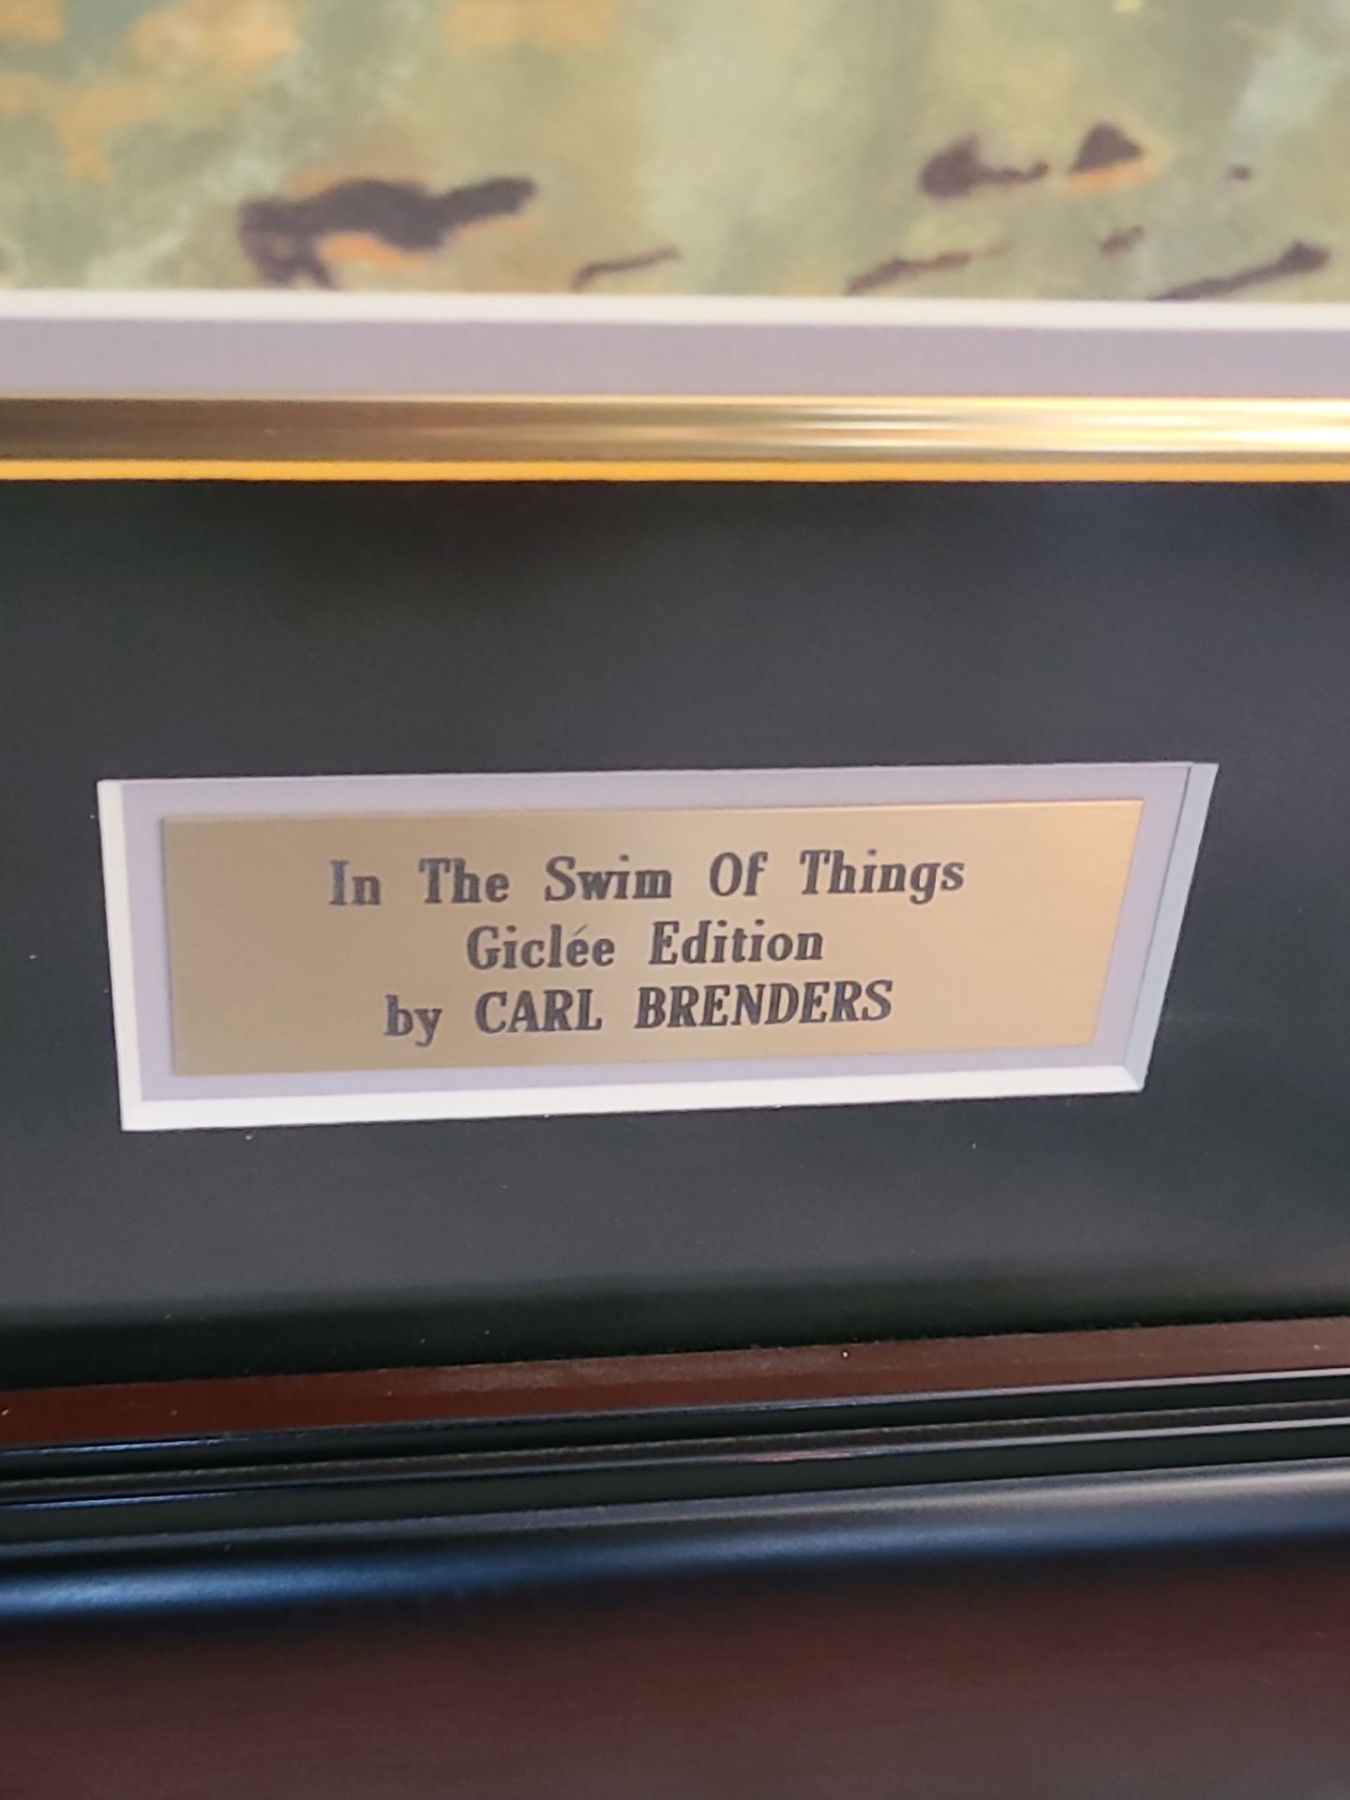 In The Swim Of Things
Giclée Edition
by CARL BRENDERS